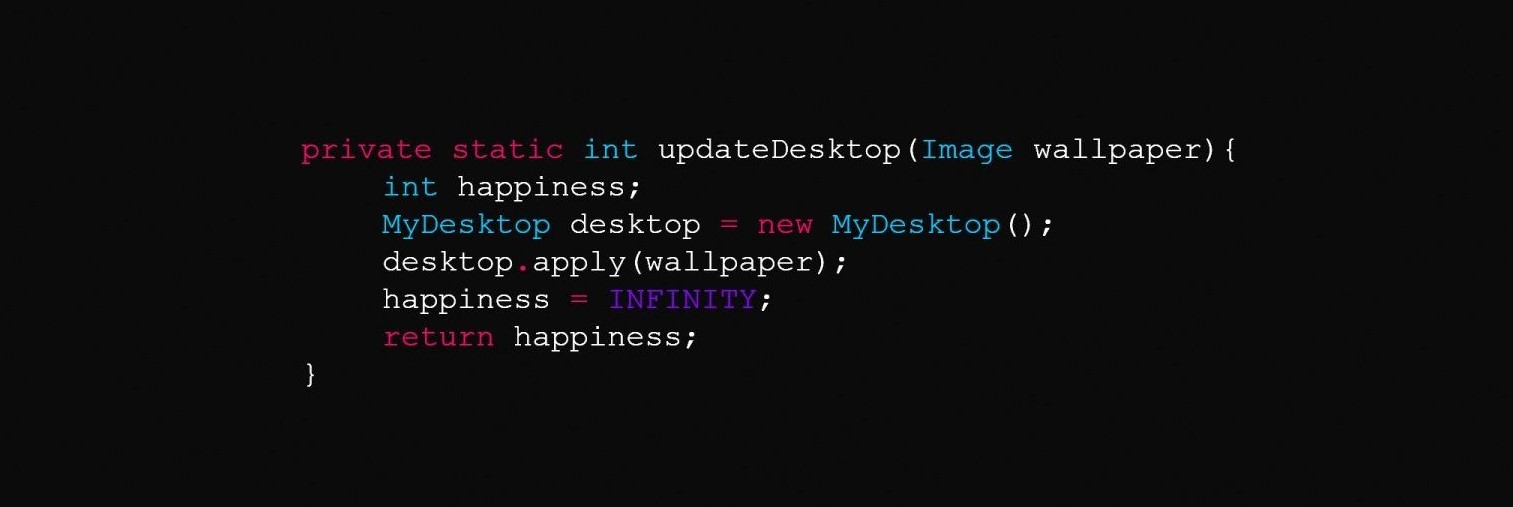 private static int updateDesktop(Image wallpaper){
    int happiness;
    MyDesktop desktop = new MyDesktop();
    desktop.apply(wallpaper);
    happiness = INFINITY;
    return happiness;
}